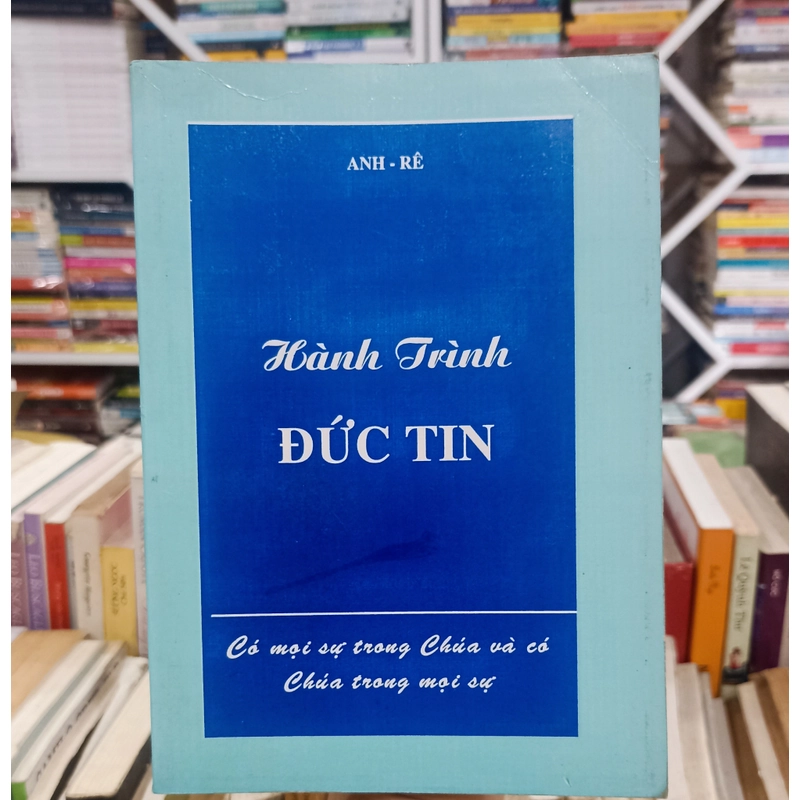 ANH - RÊ
Hành Trình
ĐỨC TIN
Có mọi sự trong Chúa và có
Chúa trong mọi sự